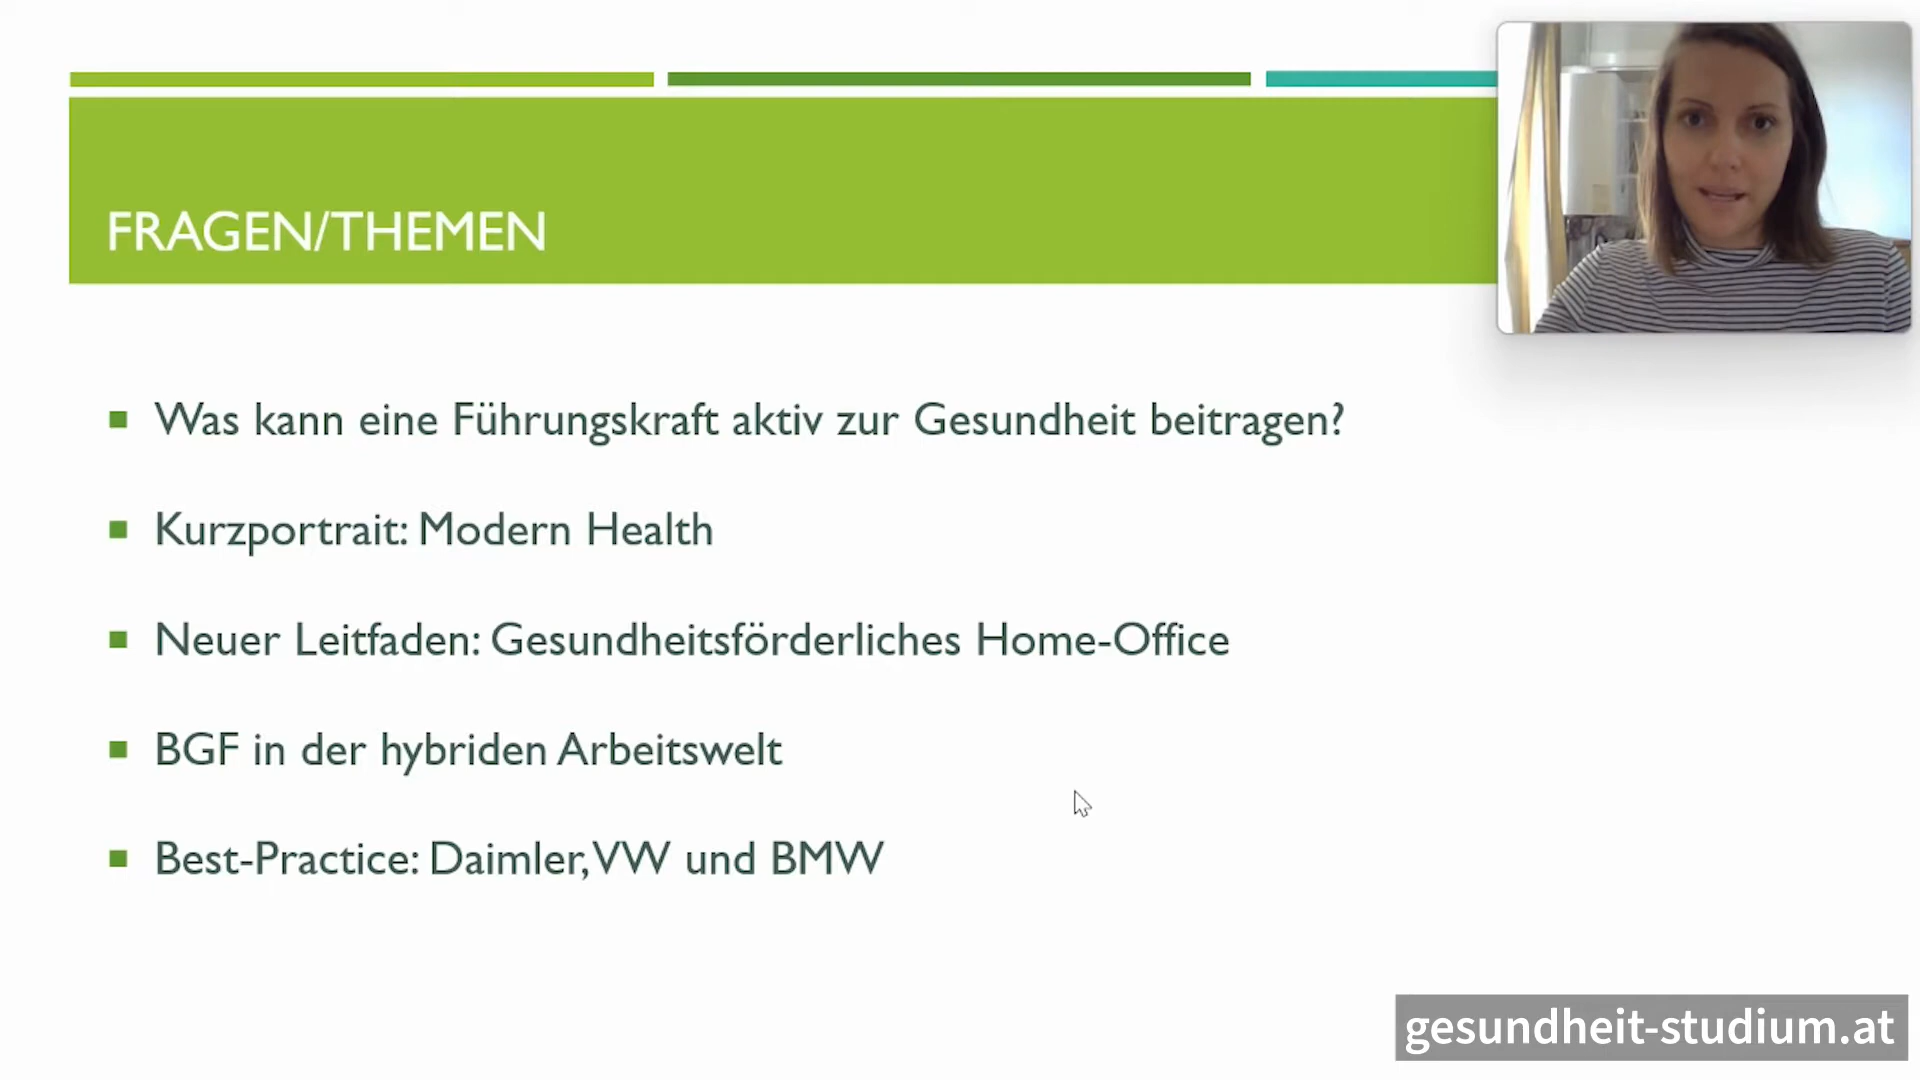 FRAGEN/THEMEN
Was kann eine Führungskraft aktiv zur Gesundheit beitragen?
Kurzportrait: Modern Health
Neuer Leitfaden: Gesundheitsförderliches Home-Office
BGF in der hybriden Arbeitswelt
Best-Practice: Daimler, VW und BMW
gesundheit-studium.at